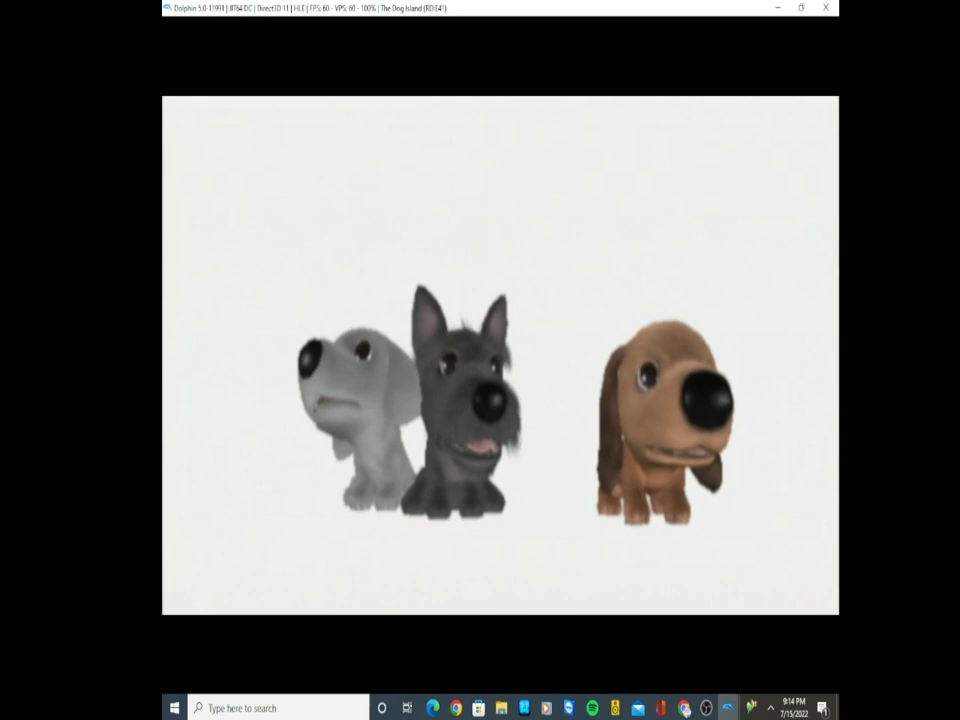 Dolphin 5.0-11991 | JIT64 DC | Direct3D 11 | HLE | FPS: 60 - VPS: 60 - 100% | The Dog Island (RDIE41)
Type here to search
9:14 PM
7/15/2022